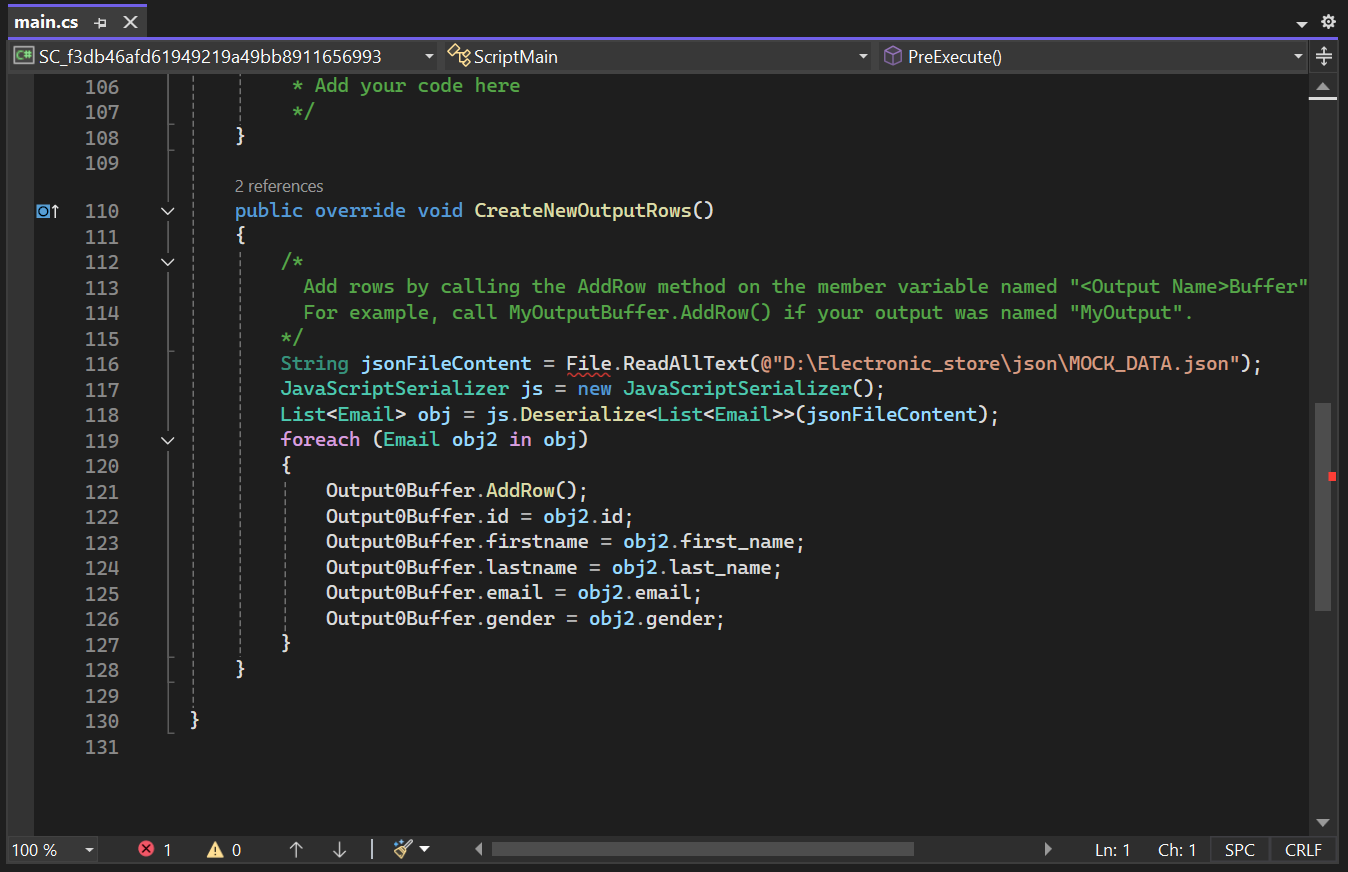 main.cs
SC_f3db46afd61949219a49bb8911656993 ScriptMain PreExecute()
106 * Add your code here
107 */
108 }
109
2 references
110 public override void CreateNewOutputRows()
111 {
112 /*
113 Add rows by calling the AddRow method on the member variable named "<Output Name>Buffer"
114 For example, call MyOutputBuffer.AddRow() if your output was named "MyOutput".
115 */
116 String jsonFileContent = File.ReadAllText(@"D:\Electronic_store\json\MOCK_DATA.json");
117 JavaScriptSerializer js = new JavaScriptSerializer();
118 List<Email> obj = js.Deserialize<List<Email>>(jsonFileContent);
119 foreach (Email obj2 in obj)
120 {
121 Output0Buffer.AddRow();
122 Output0Buffer.id = obj2.id;
123 Output0Buffer.firstname = obj2.first_name;
124 Output0Buffer.lastname = obj2.last_name;
125 Output0Buffer.email = obj2.email;
126 Output0Buffer.gender = obj2.gender;
127 }
128 }
129
130 }
131
100 % 1 0 Ln: 1 Ch: 1 SPC CRLF